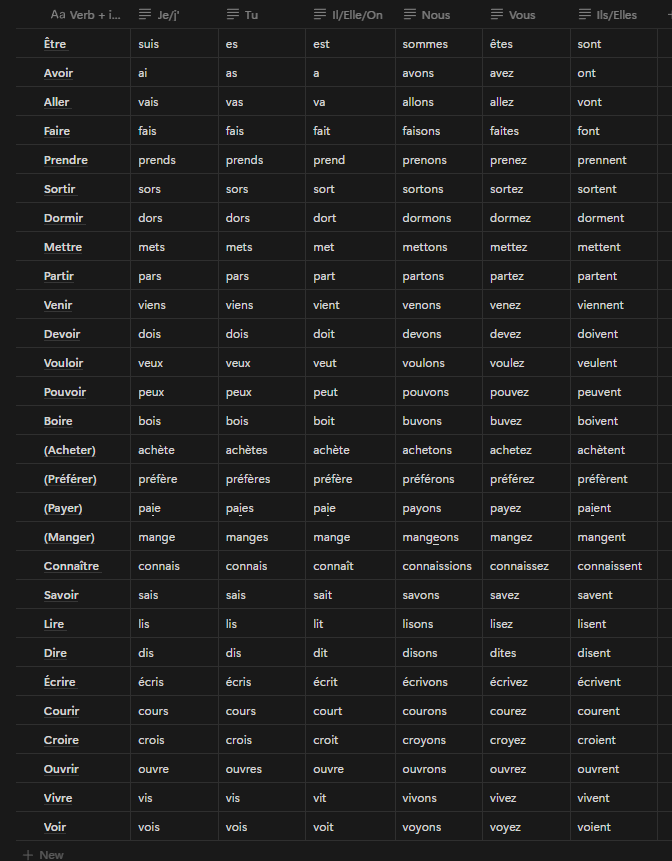 Aa Verb + i... Je/j' Tu Il/Elle/On Nous Vous Ils/Elles
Être suis es est sommes êtes sont
Avoir ai as a avons avez ont
Aller vais vas va allons allez vont
Faire fais fais fait faisons faites font
Prendre prends prends prend prenons prenez prennent
Sortir sors sors sort sortons sortez sortent
Dormir dors dors dort dormons dormez dorment
Mettre mets mets met mettons mettez mettent
Partir pars pars part partons partez partent
Venir viens viens vient venons venez viennent
Devoir dois dois doit devons devez doivent
Vouloir veux veux veut voulons voulez veulent
Pouvoir peux peux peut pouvons pouvez peuvent
Boire bois bois boit buvons buvez boivent
(Acheter) achète achètes achète achetons achetez achètent
(Préférer) préfère préfères préfère préférons préférez préfèrent
(Payer) paie paies paie payons payez paient
(Manger) mange manges mange mangeons mangez mangent
Connaître connais connais connaît connaissions connaissez connaissent
Savoir sais sais sait savons savez savent
Lire lis lis lit lisons lisez lisent
Dire dis dis dit disons dites disent
Écrire écris écris écrit écrivons écrivez écrivent
Courir cours cours court courons courez courent
Croire crois crois croit croyons croyez croient
Ouvrir ouvre ouvres ouvre ouvrons ouvrez ouvrent
Vivre vis vis vit vivons vivez vivent
Voir vois vois voit voyons voyez voient
+ New